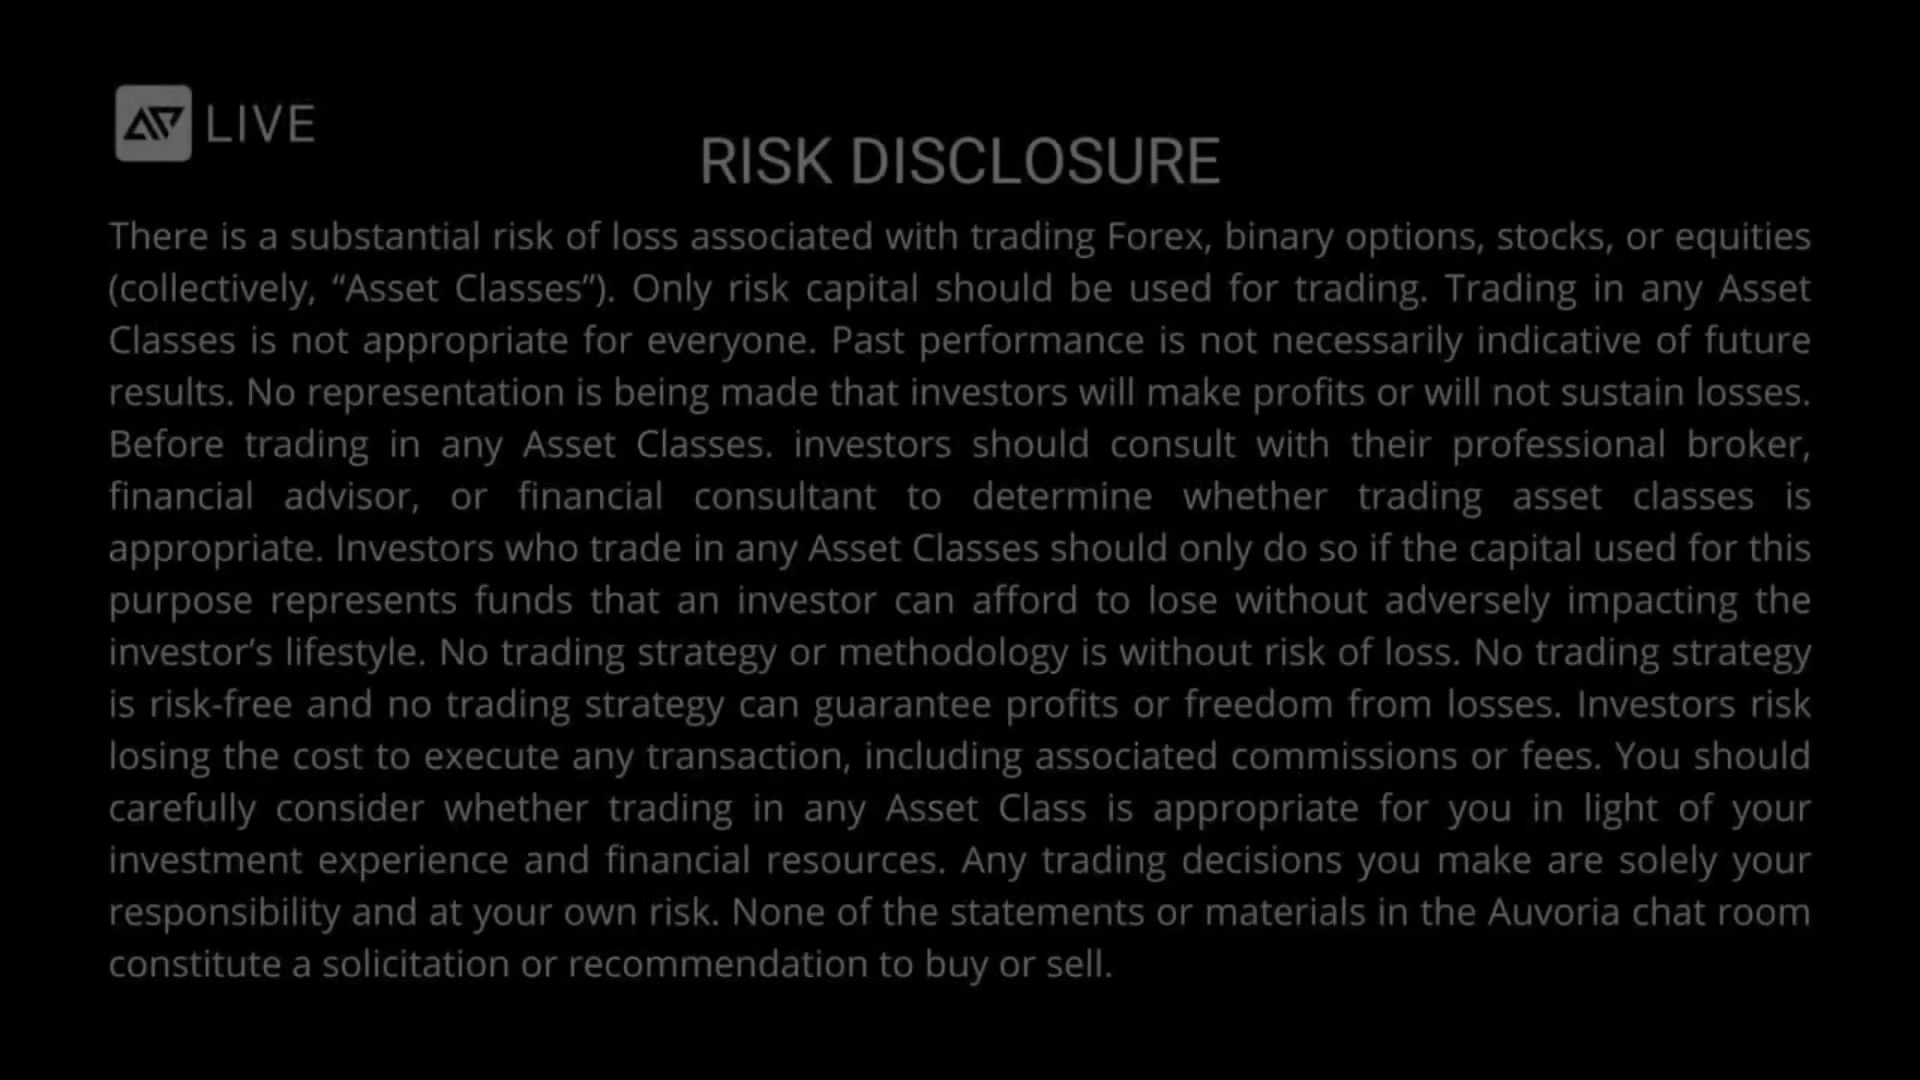 LIVE
RISK DISCLOSURE
There is a substantial risk of loss associated with trading Forex, binary options, stocks, or equities
(collectively, “Asset Classes”). Only risk capital should be used for trading. Trading in any Asset
Classes is not appropriate for everyone. Past performance is not necessarily indicative of future
results. No representation is being made that investors will make profits or will not sustain losses.
Before trading in any Asset Classes. investors should consult with their professional broker,
financial advisor, or financial consultant to determine whether trading asset classes is
appropriate. Investors who trade in any Asset Classes should only do so if the capital used for this
purpose represents funds that an investor can afford to lose without adversely impacting the
investor’s lifestyle. No trading strategy or methodology is without risk of loss. No trading strategy
is risk-free and no trading strategy can guarantee profits or freedom from losses. Investors risk
losing the cost to execute any transaction, including associated commissions or fees. You should
carefully consider whether trading in any Asset Class is appropriate for you in light of your
investment experience and financial resources. Any trading decisions you make are solely your
responsibility and at your own risk. None of the statements or materials in the Auvoria chat room
constitute a solicitation or recommendation to buy or sell.